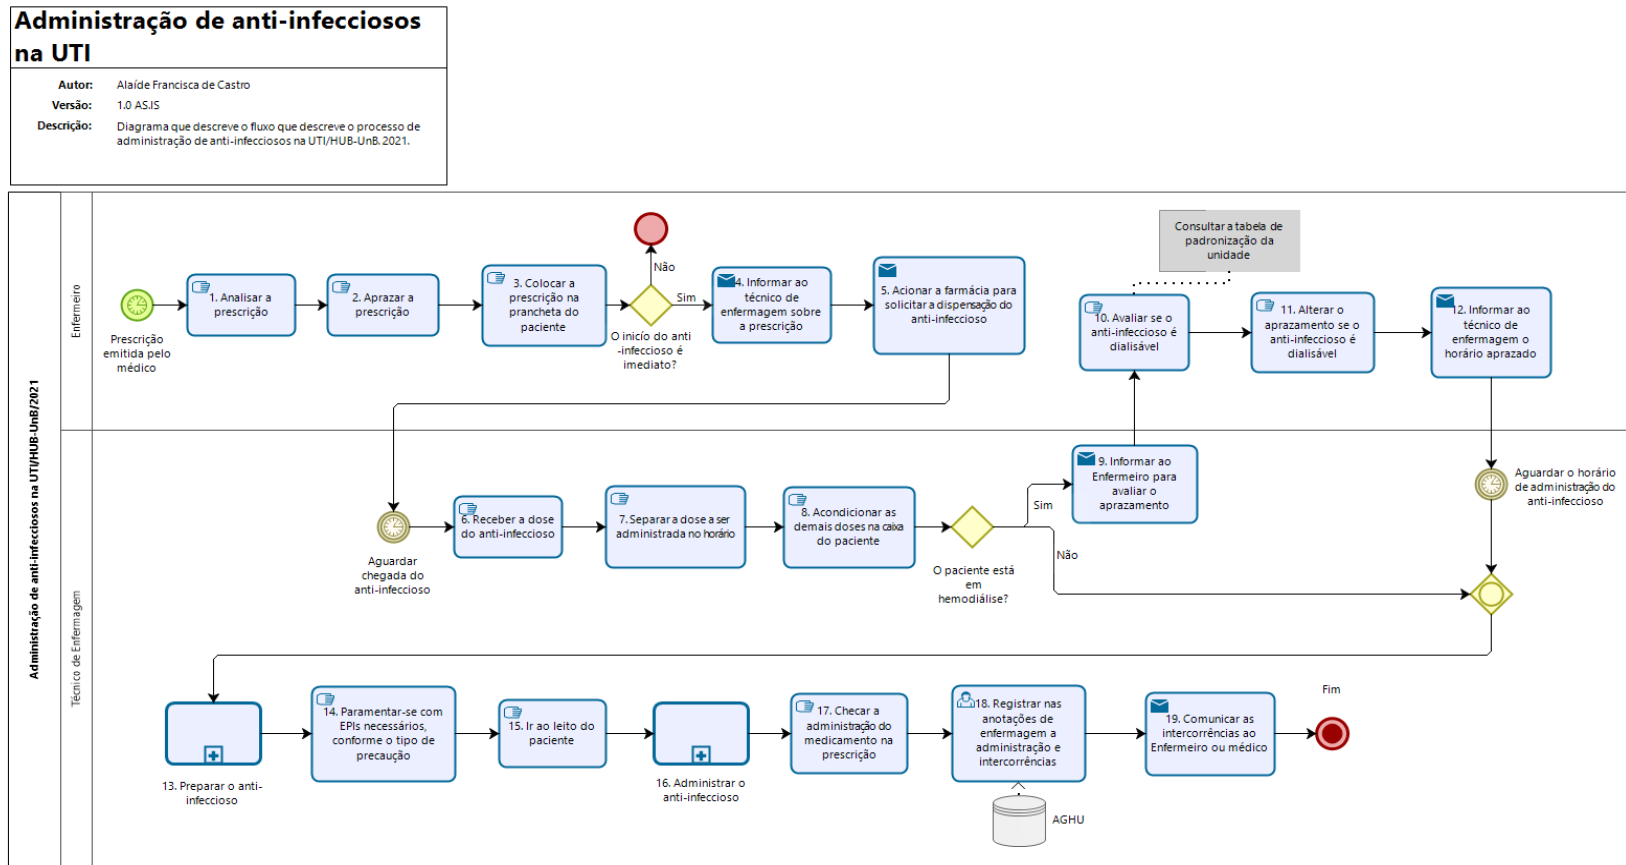 Administração de anti-infecciosos
na UTI
Autor: Alaíde Francisca de Castro
Versão: 1.0 AS.IS
Descrição: Diagrama que descreve o fluxo que descreve o processo de
administração de anti-infecciosos na UTI/HUB-UnB. 2021.
Administração de anti-infecciosos na UTI/HUB-UnB/2021
Enfermeiro
Prescrição
emitida pelo
médico
1. Analisar a
prescrição
2. Aprazar a
prescrição
3. Colocar a
prescrição na
prancheta do
paciente
Não
Sim
O inicío do anti
-infeccioso é
imediato?
4. Informar ao
técnico de
enfermagem sobre
a prescrição
5. Acionar a farmácia para
solicitar a dispensação do
anti-infeccioso
Consultar a tabela de
padronização da
unidade
10. Avaliar se o
anti-infeccioso é
dialisável
11. Alterar o
aprazamento se o
anti-infeccioso é
dialisável
12. Informar ao
técnico de
enfermagem o
horário aprazado
Técnico de Enfermagem
Aguardar
chegada do
anti-infeccioso
6. Receber a dose
do anti-infeccioso
7. Separar a dose a ser
administrada no horário
8. Acondicionar as
demais doses na caixa
do paciente
O paciente está
em
hemodiálise?
Sim
Não
9. Informar ao
Enfermeiro para
avaliar o
aprazamento
Aguardar o horário
de administração do
anti-infeccioso
13. Preparar o anti-
infeccioso
14. Paramentar-se com
EPIs necessários,
conforme o tipo de
precaução
15. Ir ao leito do
paciente
16. Administrar o
anti-infeccioso
17. Checar a
administração do
medicamento na
prescrição
18. Registrar nas
anotações de
enfermagem a
administração e
intercorrências
AGHU
19. Comunicar as
intercorrências ao
Enfermeiro ou médico
Fim